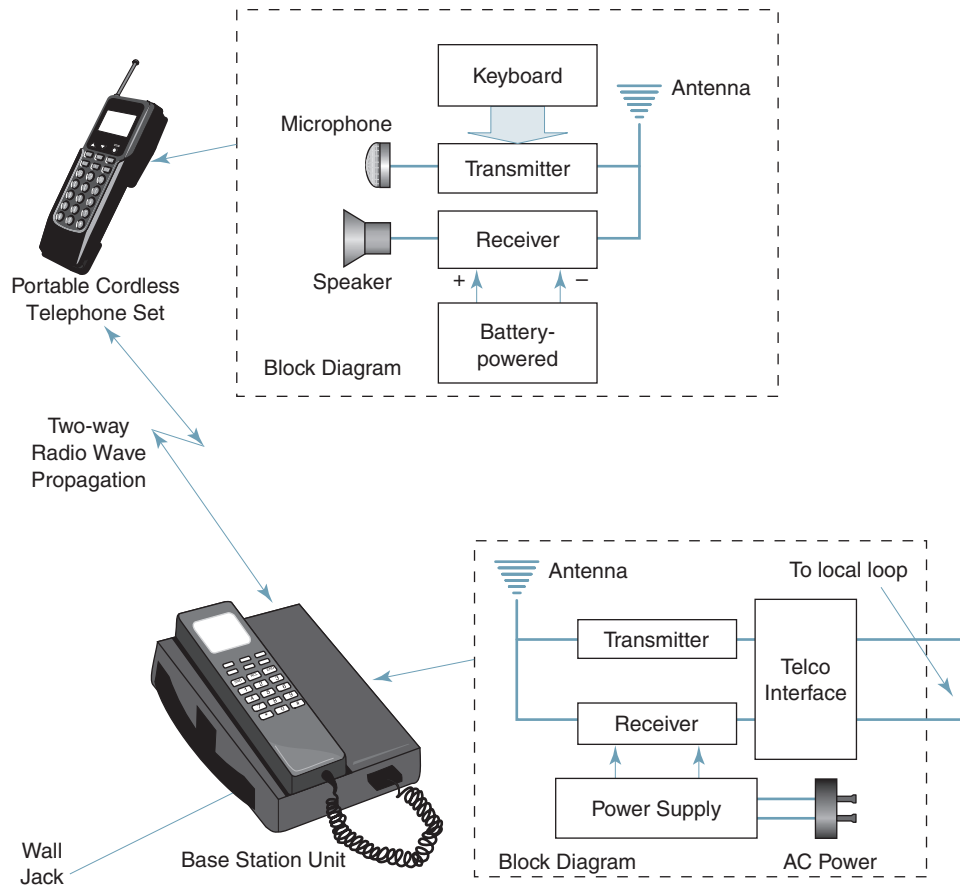 Keyboard
Antenna
Microphone
Transmitter
Receiver
Speaker
+
–
Battery-
powered
Block Diagram
Portable Cordless
Telephone Set
Two-way
Radio Wave
Propagation
Antenna
To local loop
Transmitter
Telco
Interface
Receiver
Power Supply
AC Power
Block Diagram
Base Station Unit
Wall
Jack